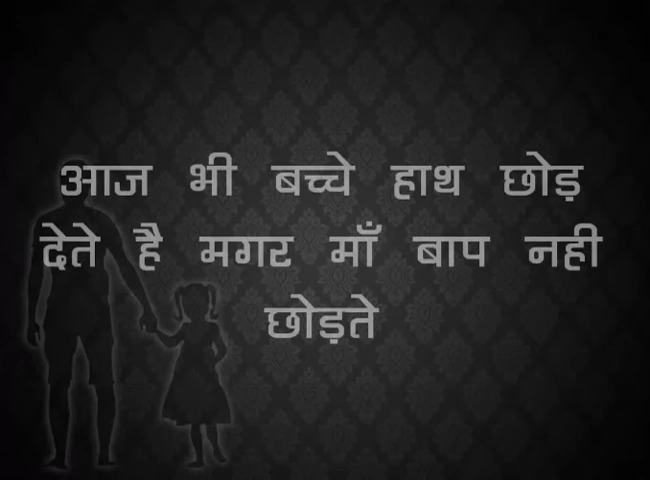 आज भी बच्चे हाथ छोड़
देते है मगर माँ बाप नही
छोड़ते